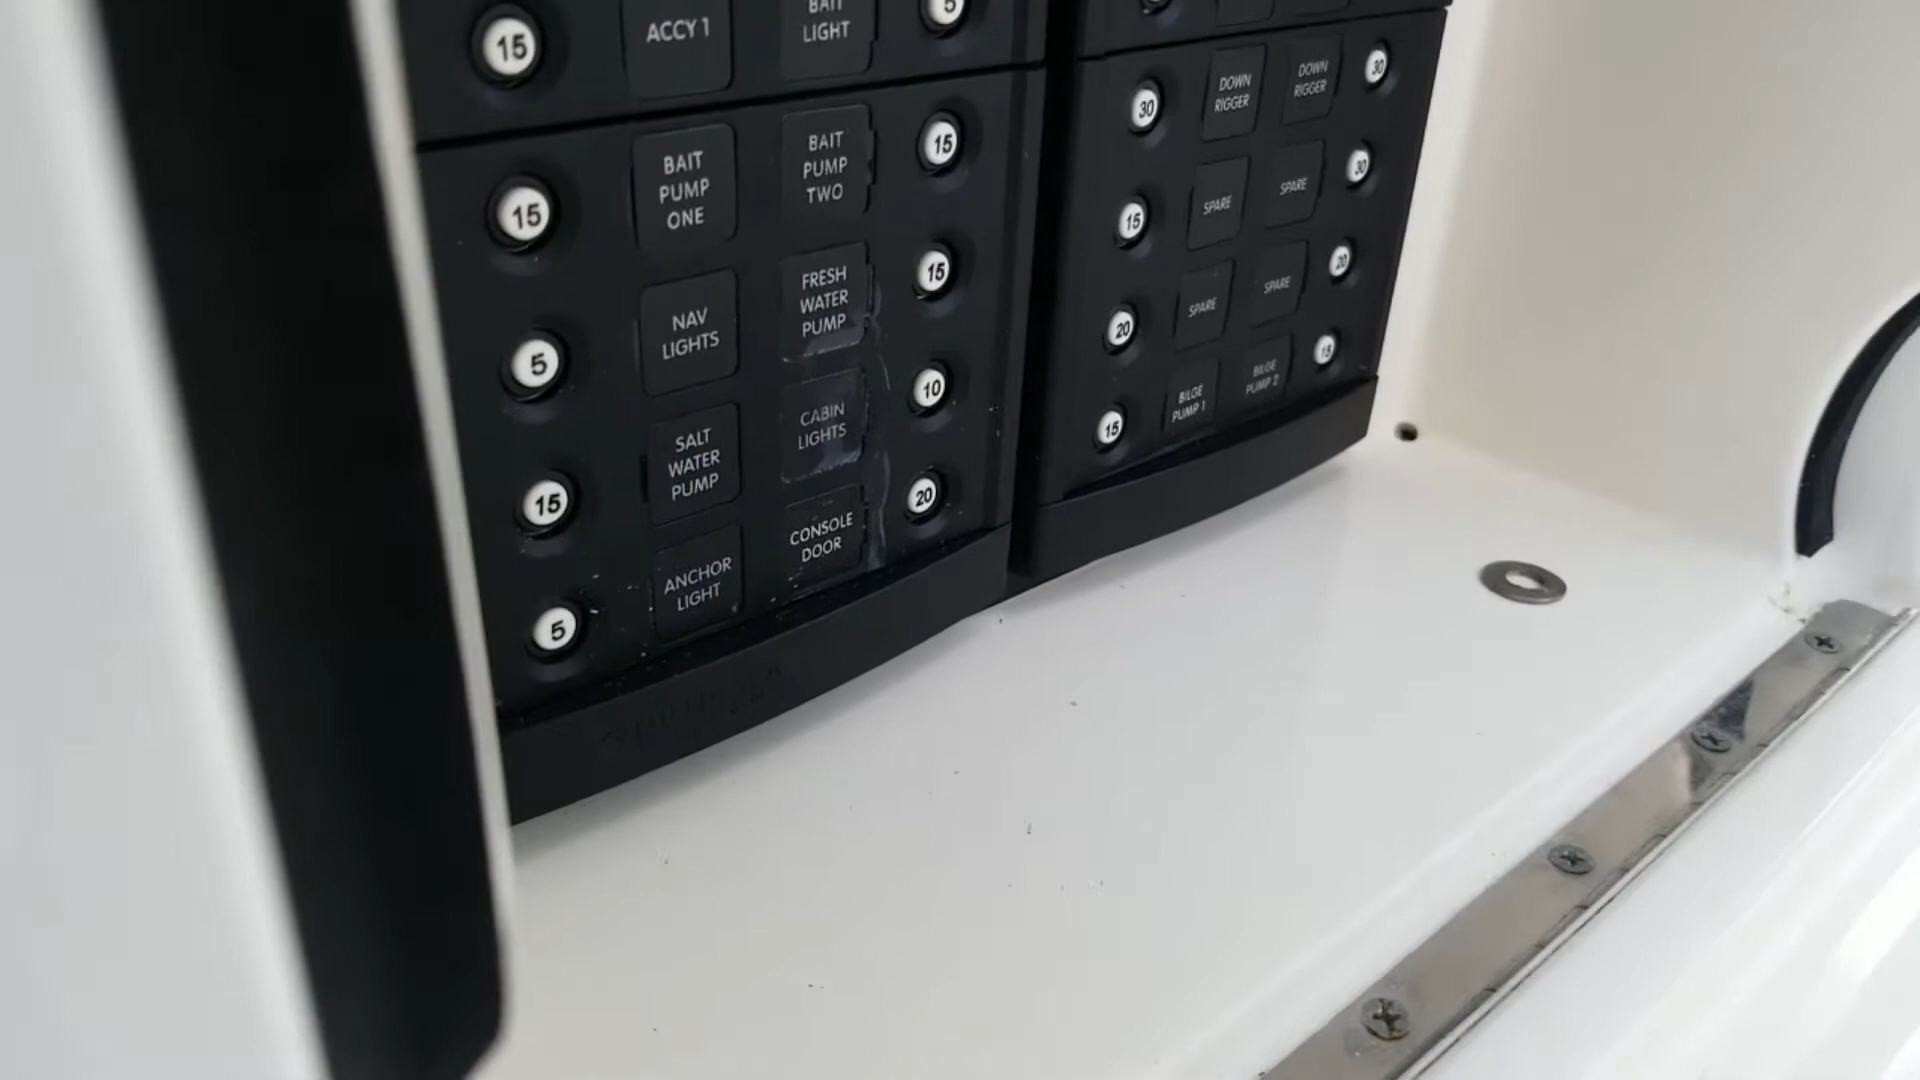 15
ACCY 1
BAIT
LIGHT
5
15
BAIT
PUMP
ONE
BAIT
PUMP
TWO
15
5
NAV
LIGHTS
FRESH
WATER
PUMP
15
15
SALT
WATER
PUMP
CABIN
LIGHTS
10
5
ANCHOR
LIGHT
CONSOLE
DOOR
20
30
DOWN
RIGGER
DOWN
RIGGER
30
15
SPARE
SPARE
30
20
SPARE
SPARE
20
15
BILGE
PUMP 1
BILGE
PUMP 2
15